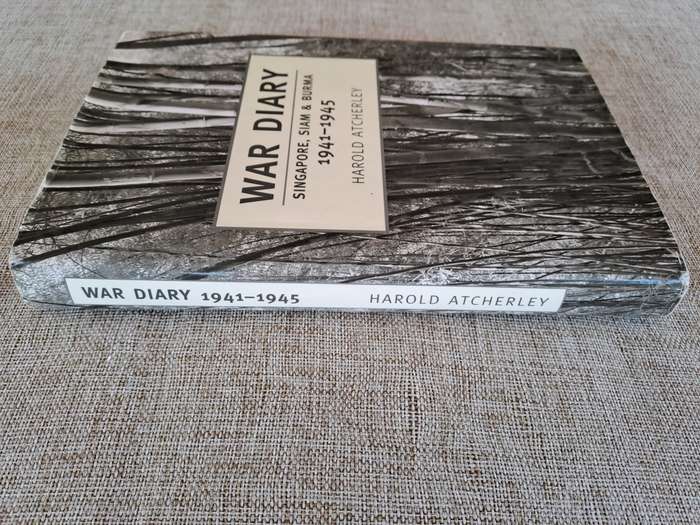 WAR DIARY
SINGAPORE, SIAM & BURMA
1941–1945
HAROLD ATCHERLEY
WAR DIARY 1941–1945 HAROLD ATCHERLEY